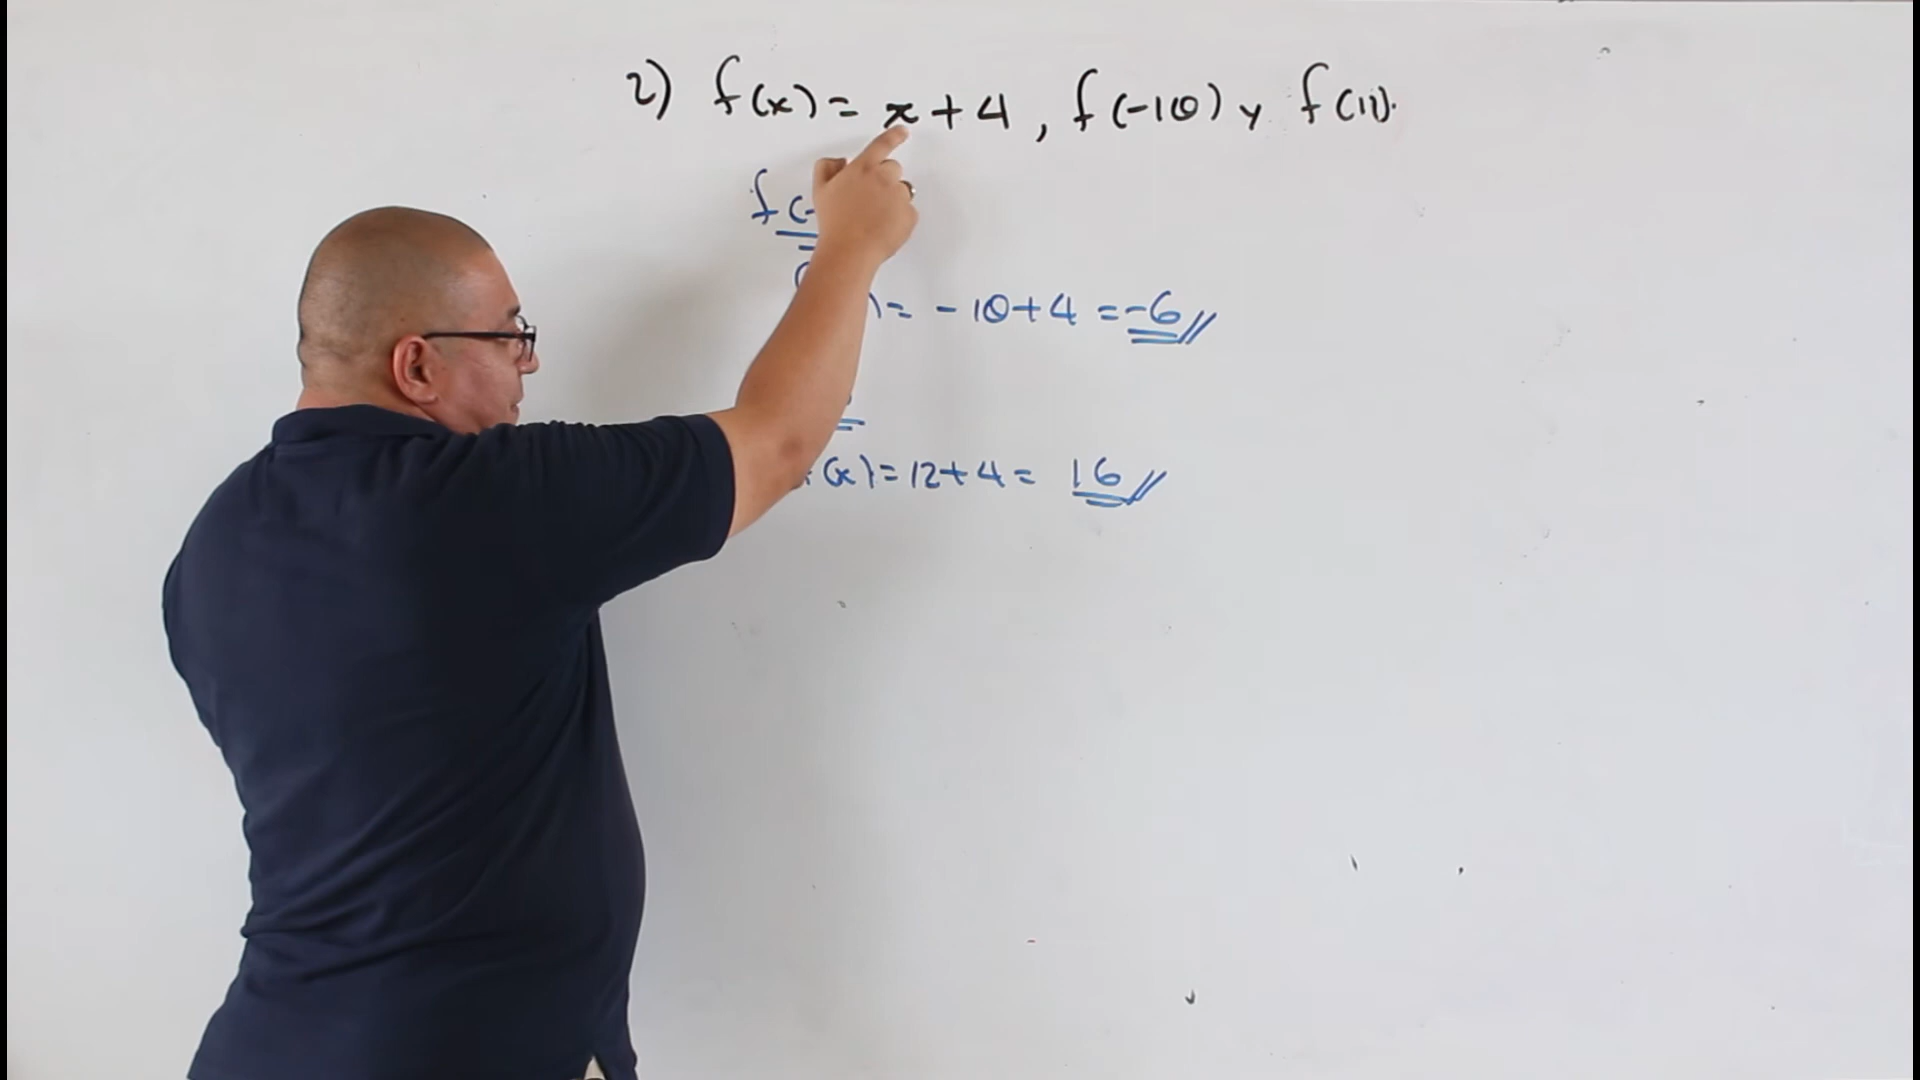 2) f(x) = x + 4, f(-10) y f(11).
f(-
) = -10+4 = -6//
(x) = 12+4 = 16//